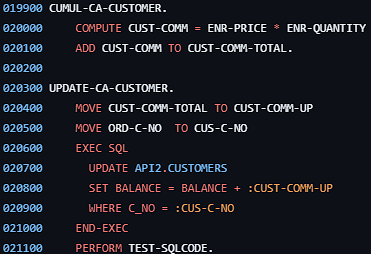 019900 CUMUL-CA-CUSTOMER.
020000 COMPUTE CUST-COMM = ENR-PRICE * ENR-QUANTITY
020100 ADD CUST-COMM TO CUST-COMM-TOTAL.
020200
020300 UPDATE-CA-CUSTOMER.
020400 MOVE CUST-COMM-TOTAL TO CUST-COMM-UP
020500 MOVE ORD-C-NO  TO CUS-C-NO
020600 EXEC SQL
020700 UPDATE API2.CUSTOMERS
020800 SET BALANCE = BALANCE + :CUST-COMM-UP
020900 WHERE C_NO = :CUS-C-NO
021000 END-EXEC
021100 PERFORM TEST-SQLCODE.